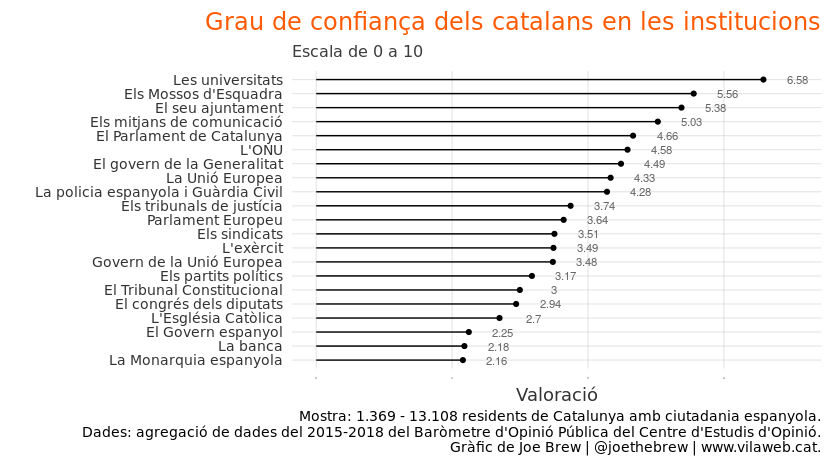 Grau de confiança dels catalans en les institucions
Escala de 0 a 10
Les universitats 6.58
Els Mossos d'Esquadra 5.56
El seu ajuntament 5.38
Els mitjans de comunicació 5.03
El Parlament de Catalunya 4.66
L'ONU 4.58
El govern de la Generalitat 4.49
La Unió Europea 4.33
La policia espanyola i Guàrdia Civil 4.28
Els tribunals de justícia 3.74
Parlament Europeu 3.64
Els sindicats 3.51
L'exèrcit 3.49
Govern de la Unió Europea 3.48
Els partits polítics 3.17
El Tribunal Constitucional 3
El congrés dels diputats 2.94
L'Església Catòlica 2.7
El Govern espanyol 2.25
La banca 2.18
La Monarquia espanyola 2.16
Valoració
Mostra: 1.369 - 13.108 residents de Catalunya amb ciutadania espanyola.
Dades: agregació de dades del 2015-2018 del Baròmetre d'Opinió Pública del Centre d'Estudis d'Opinió.
Gràfic de Joe Brew | @joethebrew | www.vilaweb.cat.